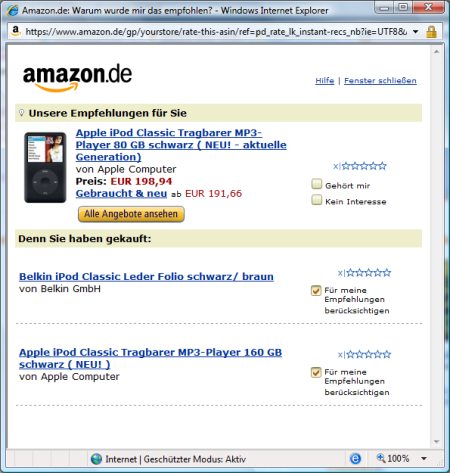 Amazon.de: Warum wurde mir das empfohlen? - Windows Internet Explorer
https://www.amazon.de/gp/yourstore/rate-this-asin/ref=pd_rate_lk_instant-recs_nb?ie=UTF8&
amazon.de
Hilfe | Fenster schließen
Unsere Empfehlungen für Sie
Apple iPod Classic Tragbarer MP3-
Player 80 GB schwarz ( NEU! - aktuelle
Generation)
von Apple Computer
Preis: EUR 198,94
Gebraucht & neu ab EUR 191,66
Alle Angebote ansehen
x|
Gehört mir
Kein Interesse
Denn Sie haben gekauft:
Belkin iPod Classic Leder Folio schwarz/ braun
von Belkin GmbH
x|
Für meine
Empfehlungen
berücksichtigen
Apple iPod Classic Tragbarer MP3-Player 160 GB
schwarz ( NEU! )
von Apple Computer
x|
Für meine
Empfehlungen
berücksichtigen
Internet | Geschützter Modus: Aktiv
100%